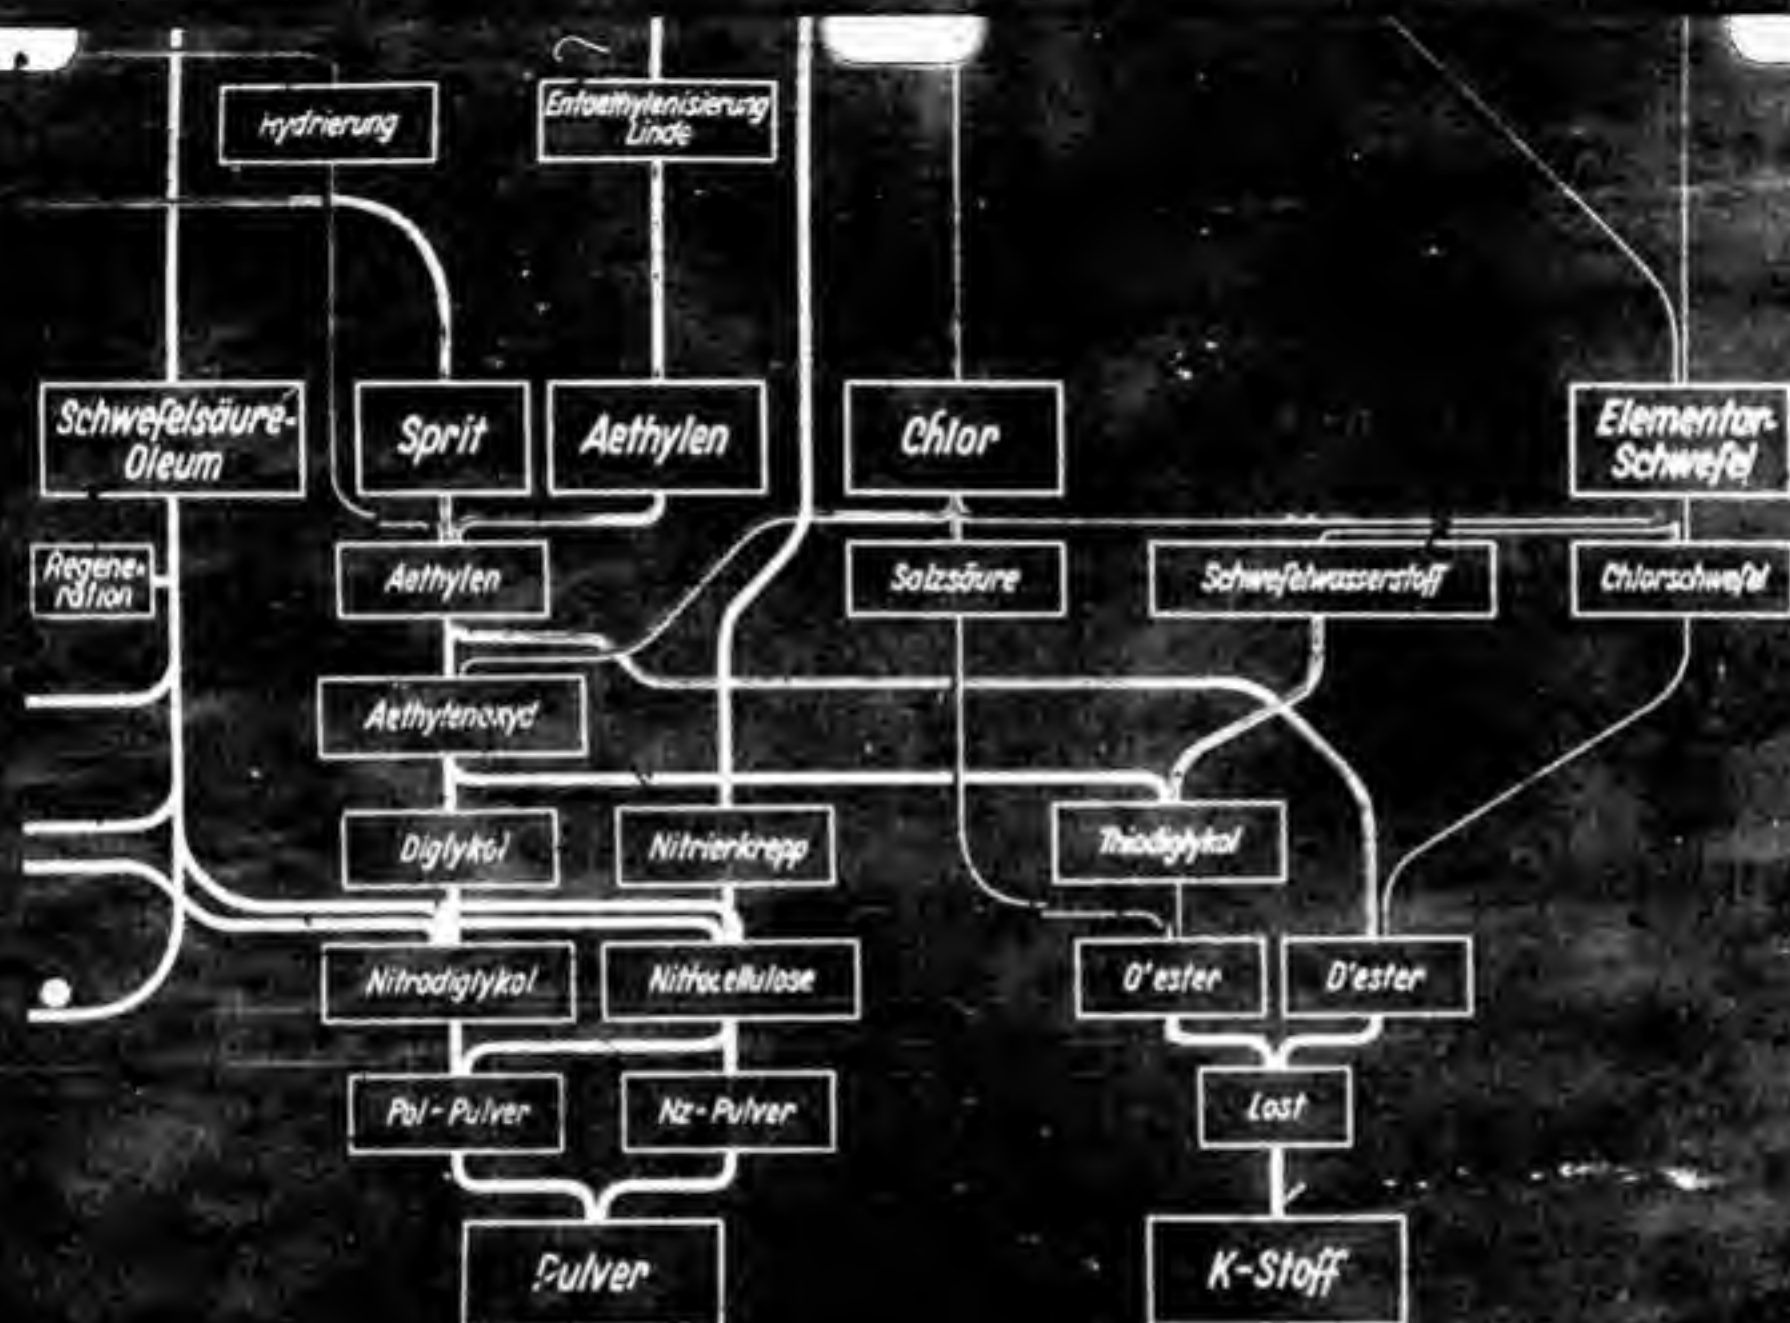 Hydrierung
Entaethylenisierung
Linde
Schwefelsäure-
Oleum
Sprit
Aethylen
Chlor
Elementar-
Schwefel
Regene-
ration
Aethylen
Salzsäure
Schwefelwasserstoff
Chlorschwefel
Aethylenoxyd
Diglykol
Nitrierkrepp
Thiodiglykol
Nitrodiglykol
Nitrocellulose
O'ester
D'ester
Pol-Pulver
Nz-Pulver
Lost
Pulver
K-Stoff